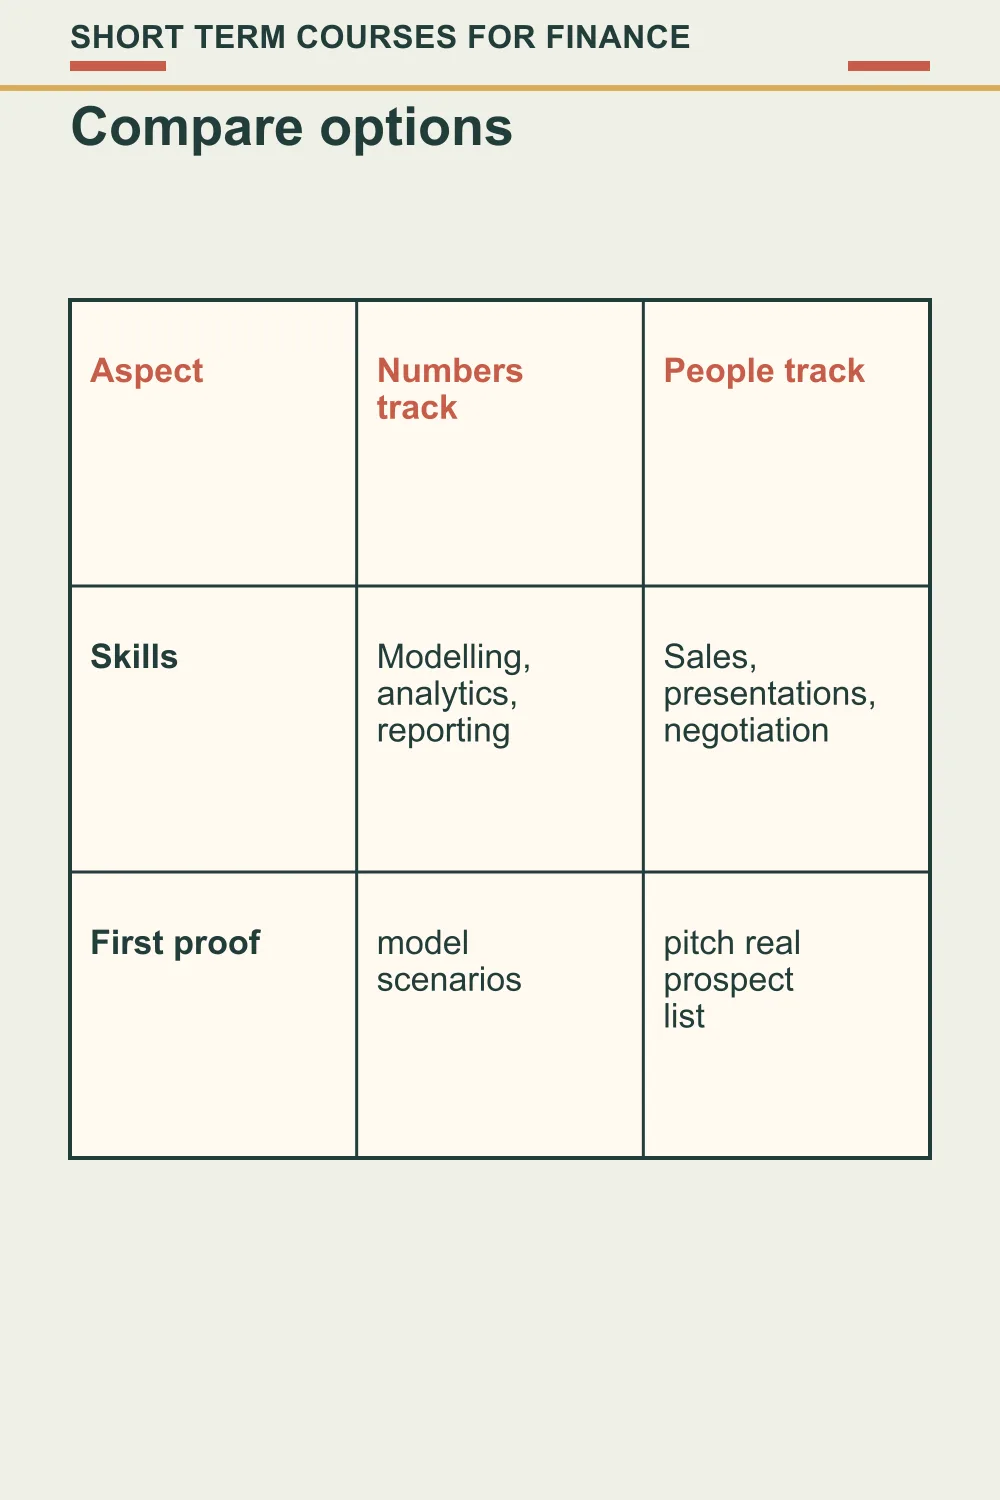 SHORT TERM COURSES FOR FINANCE
Compare options
Aspect
Numbers
track
People track
Skills
Modelling,
analytics,
reporting
Sales,
presentations,
negotiation
First proof
model
scenarios
pitch real
prospect
list